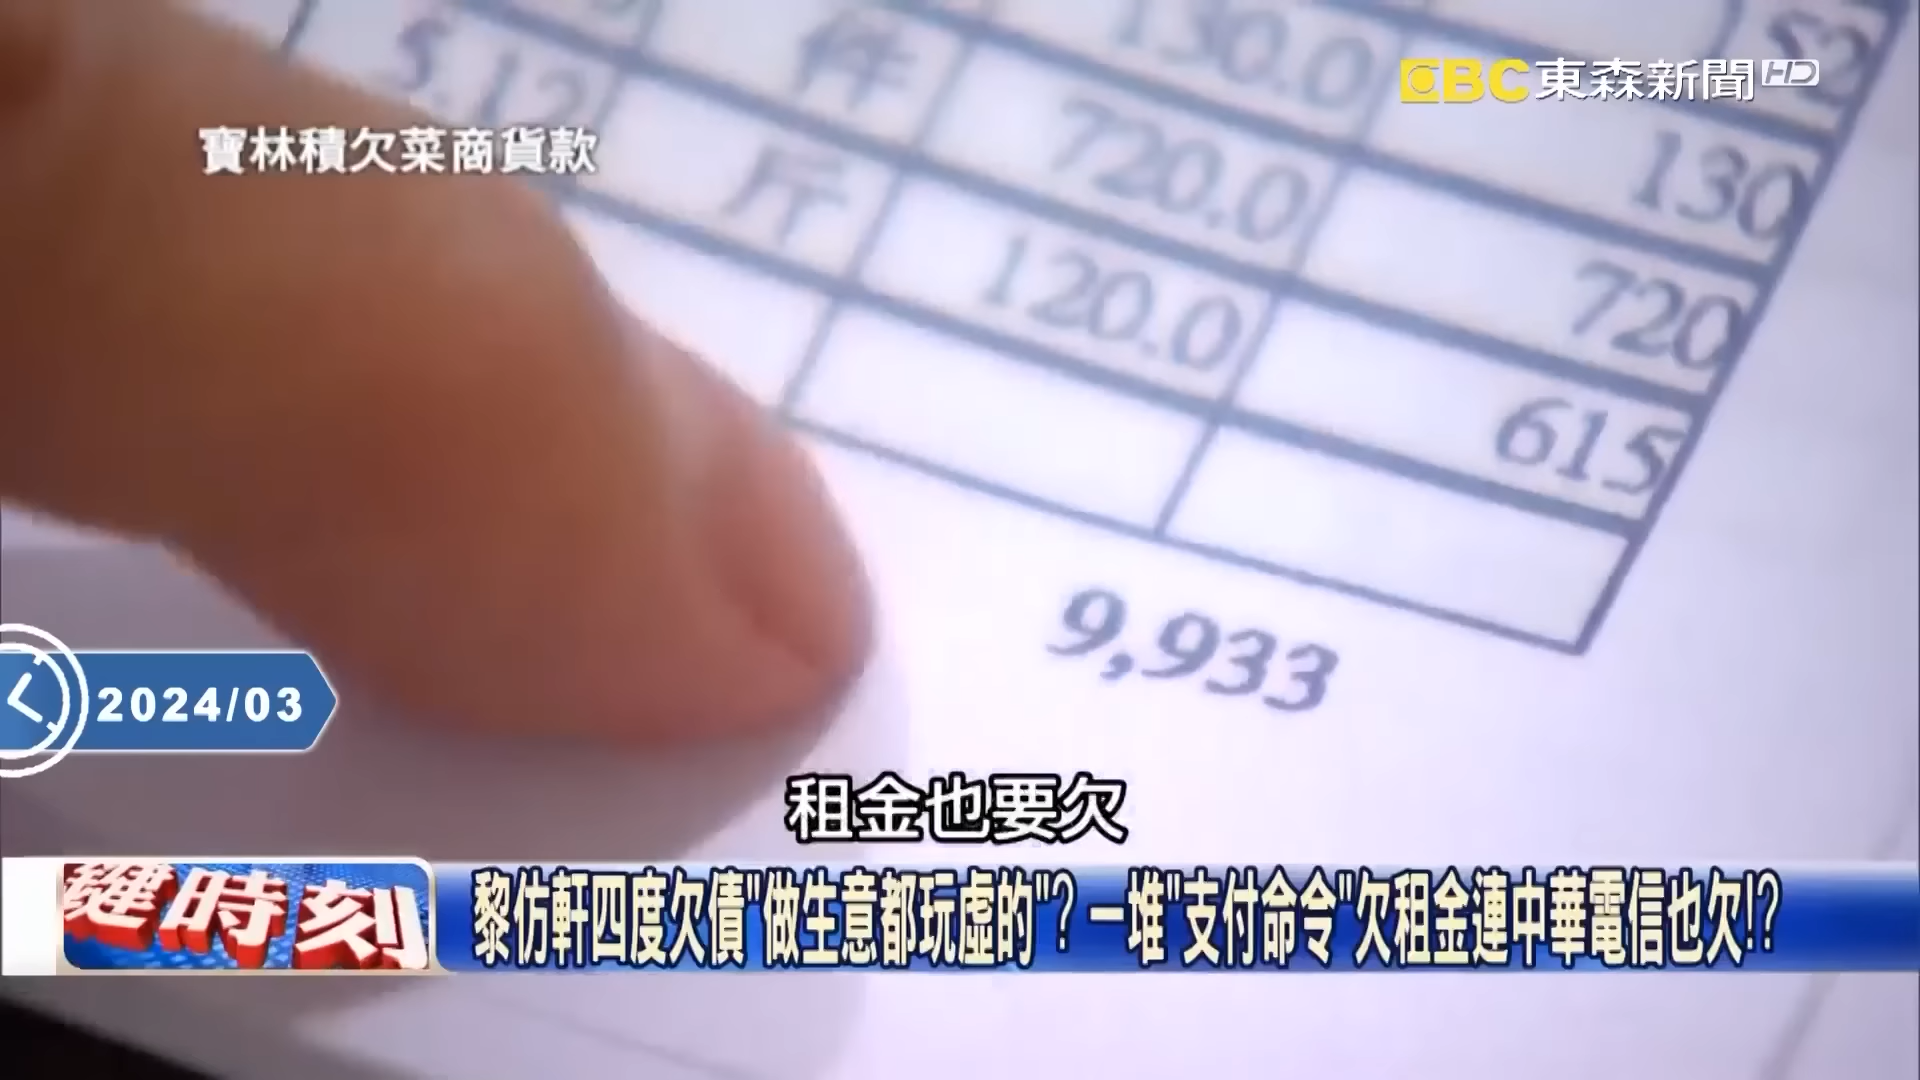 EBC東森新聞HD
寶林積欠菜商貨款
130.0
52
件 720.0 130
5.12 斤 120.0 720
615
9,933
2024/03
租金也要欠
鍵時刻
黎仿軒四度欠債"做生意都玩虛的"? 一堆"支付命令"欠租金連中華電信也欠!?